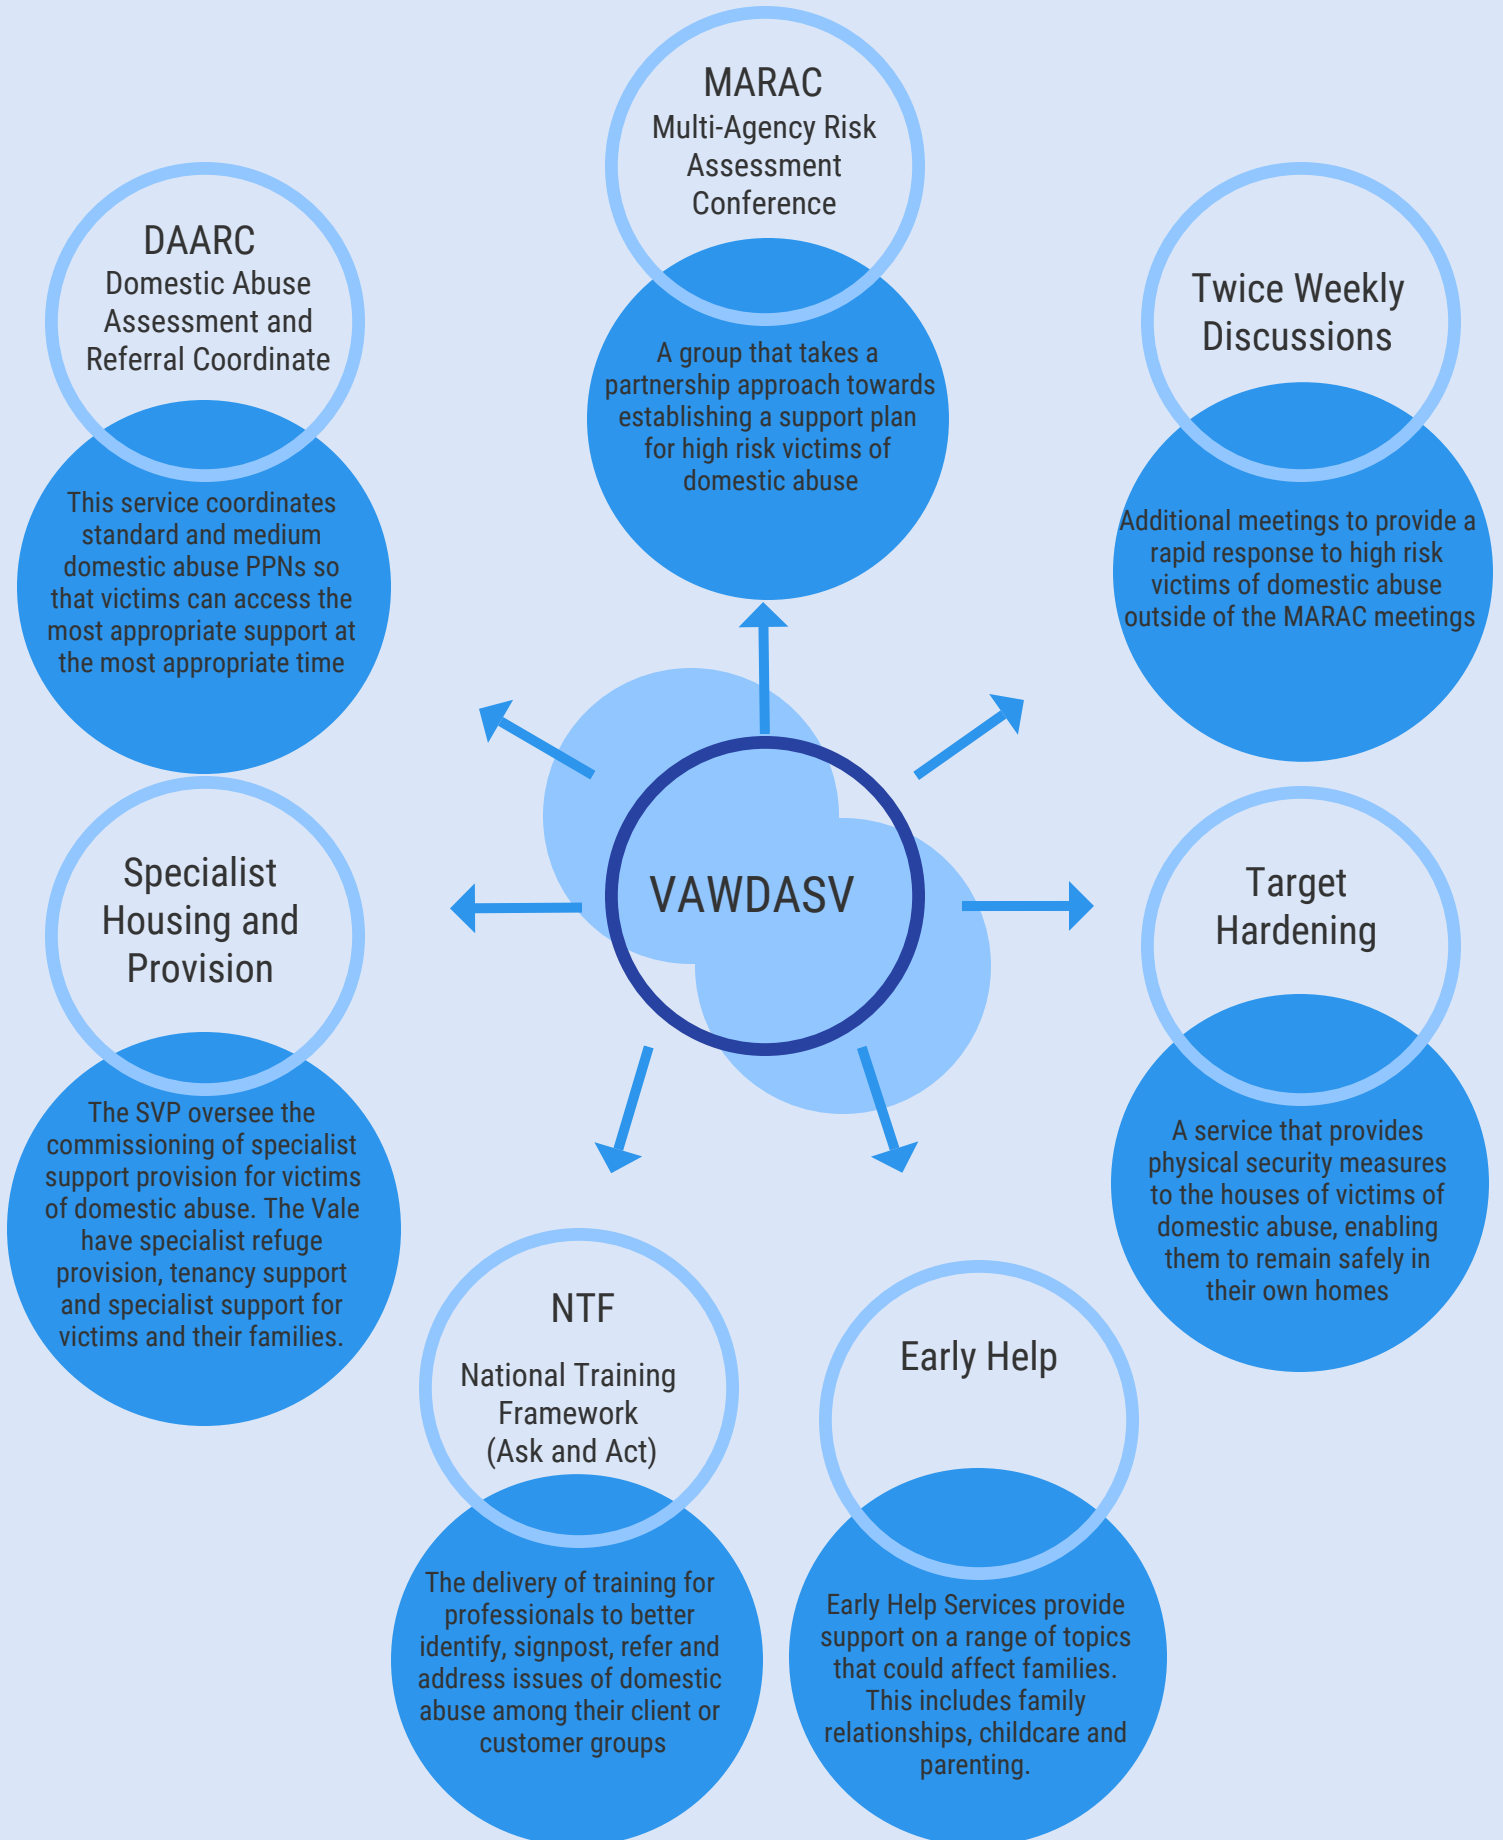 MARAC
Multi-Agency Risk
Assessment
Conference
A group that takes a
partnership approach towards
establishing a support plan
for high risk victims of
domestic abuse
DAARC
Domestic Abuse
Assessment and
Referral Coordinate
This service coordinates
standard and medium
domestic abuse PPNs so
that victims can access the
most appropriate support at
the most appropriate time
Twice Weekly
Discussions
Additional meetings to provide a
rapid response to high risk
victims of domestic abuse
outside of the MARAC meetings
VAWDASV
Specialist
Housing and
Provision
The SVP oversee the
commissioning of specialist
support provision for victims
of domestic abuse. The Vale
have specialist refuge
provision, tenancy support
and specialist support for
victims and their families.
Target
Hardening
A service that provides
physical security measures
to the houses of victims of
domestic abuse, enabling
them to remain safely in
their own homes
NTF
National Training
Framework
(Ask and Act)
The delivery of training for
professionals to better
identify, signpost, refer and
address issues of domestic
abuse among their client or
customer groups
Early Help
Early Help Services provide
support on a range of topics
that could affect families.
This includes family
relationships, childcare and
parenting.